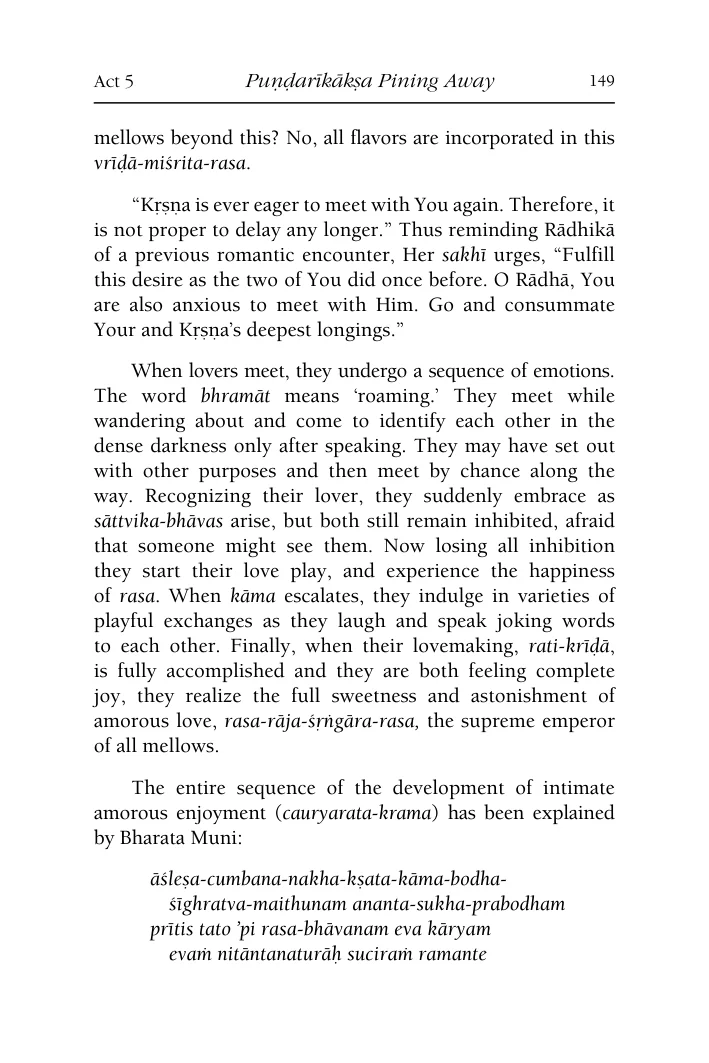 Act 5 Puṇḍarīkākṣa Pining Away 149
mellows beyond this? No, all flavors are incorporated in this
vrīḍā-miśrita-rasa.
“Kṛṣṇa is ever eager to meet with You again. Therefore, it
is not proper to delay any longer.” Thus reminding Rādhikā
of a previous romantic encounter, Her sakhī urges, “Fulfill
this desire as the two of You did once before. O Rādhā, You
are also anxious to meet with Him. Go and consummate
Your and Kṛṣṇa’s deepest longings.”
When lovers meet, they undergo a sequence of emotions.
The word bhramāt means ‘roaming.’ They meet while
wandering about and come to identify each other in the
dense darkness only after speaking. They may have set out
with other purposes and then meet by chance along the
way. Recognizing their lover, they suddenly embrace as
sāttvika-bhāvas arise, but both still remain inhibited, afraid
that someone might see them. Now losing all inhibition
they start their love play, and experience the happiness
of rasa. When kāma escalates, they indulge in varieties of
playful exchanges as they laugh and speak joking words
to each other. Finally, when their lovemaking, rati-krīḍā,
is fully accomplished and they are both feeling complete
joy, they realize the full sweetness and astonishment of
amorous love, rasa-rāja-śṛṅgāra-rasa, the supreme emperor
of all mellows.
The entire sequence of the development of intimate
amorous enjoyment (cauryarata-krama) has been explained
by Bharata Muni:
āśleṣa-cumbana-nakha-kṣata-kāma-bodha-
śīghratva-maithunam ananta-sukha-prabodham
prītis tato ’pi rasa-bhāvanam eva kāryam
evaṁ nitāntanaturāḥ suciraṁ ramante